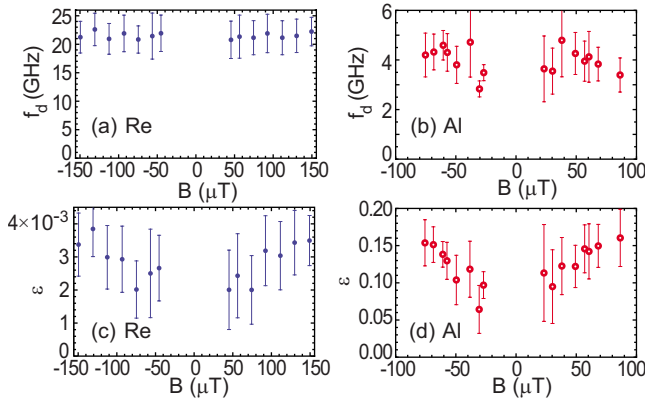 f_d (GHz)
25
20
15
10
5
0
(a) Re
-150 -100 -50 0 50 100 150
B (μT)
f_d (GHz)
6
4
2
0
(b) Al
-100 -50 0 50 100
B (μT)
ε
4×10⁻³
3
2
1
0
(c) Re
-150 -100 -50 0 50 100 150
B (μT)
ε
0.20
0.15
0.10
0.05
0.00
(d) Al
-100 -50 0 50 100
B (μT)